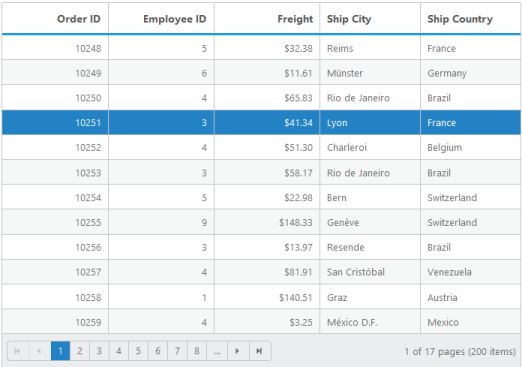 Order ID Employee ID Freight Ship City Ship Country
10248 5 $32.38 Reims France
10249 6 $11.61 Münster Germany
10250 4 $65.83 Rio de Janeiro Brazil
10251 3 $41.34 Lyon France
10252 4 $51.30 Charleroi Belgium
10253 3 $58.17 Rio de Janeiro Brazil
10254 5 $22.98 Bern Switzerland
10255 9 $148.33 Genève Switzerland
10256 3 $13.97 Resende Brazil
10257 4 $81.91 San Cristóbal Venezuela
10258 1 $140.51 Graz Austria
10259 4 $3.25 México D.F. Mexico
1 2 3 4 5 6 7 8 ... 1 of 17 pages (200 items)